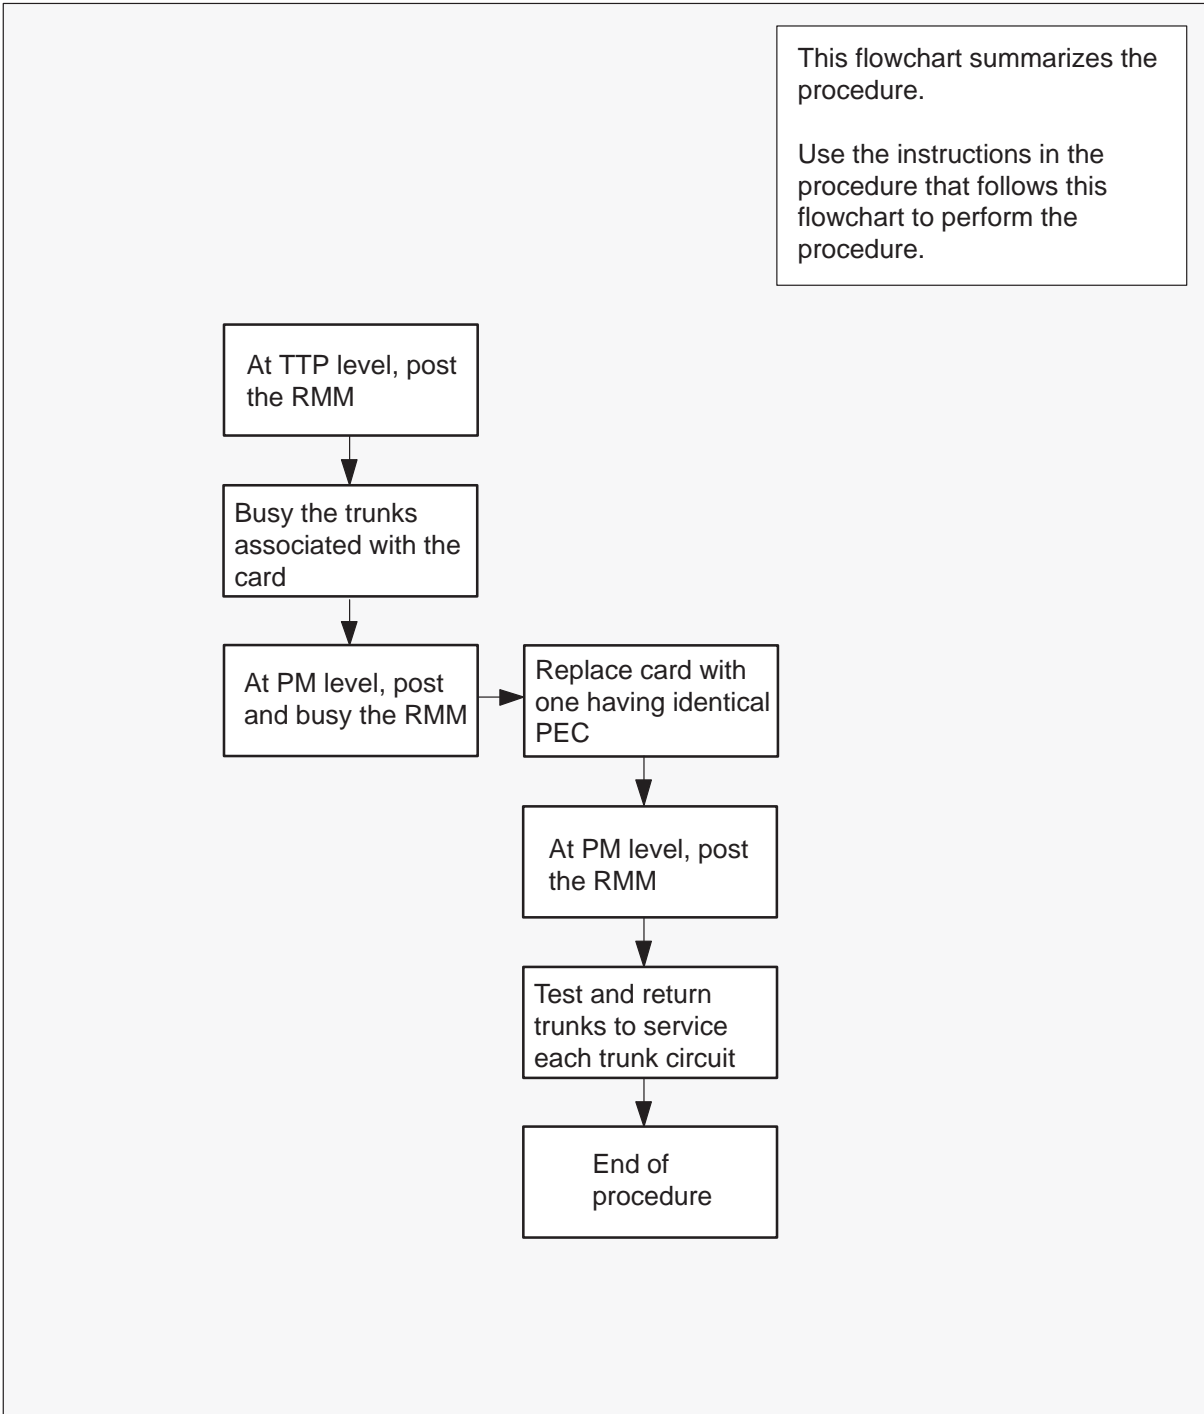 This flowchart summarizes the
procedure.
Use the instructions in the
procedure that follows this
flowchart to perform the
procedure.
At TTP level, post
the RMM
Busy the trunks
associated with the
card
At PM level, post
and busy the RMM
Replace card with
one having identical
PEC
At PM level, post
the RMM
Test and return
trunks to service
each trunk circuit
End of
procedure